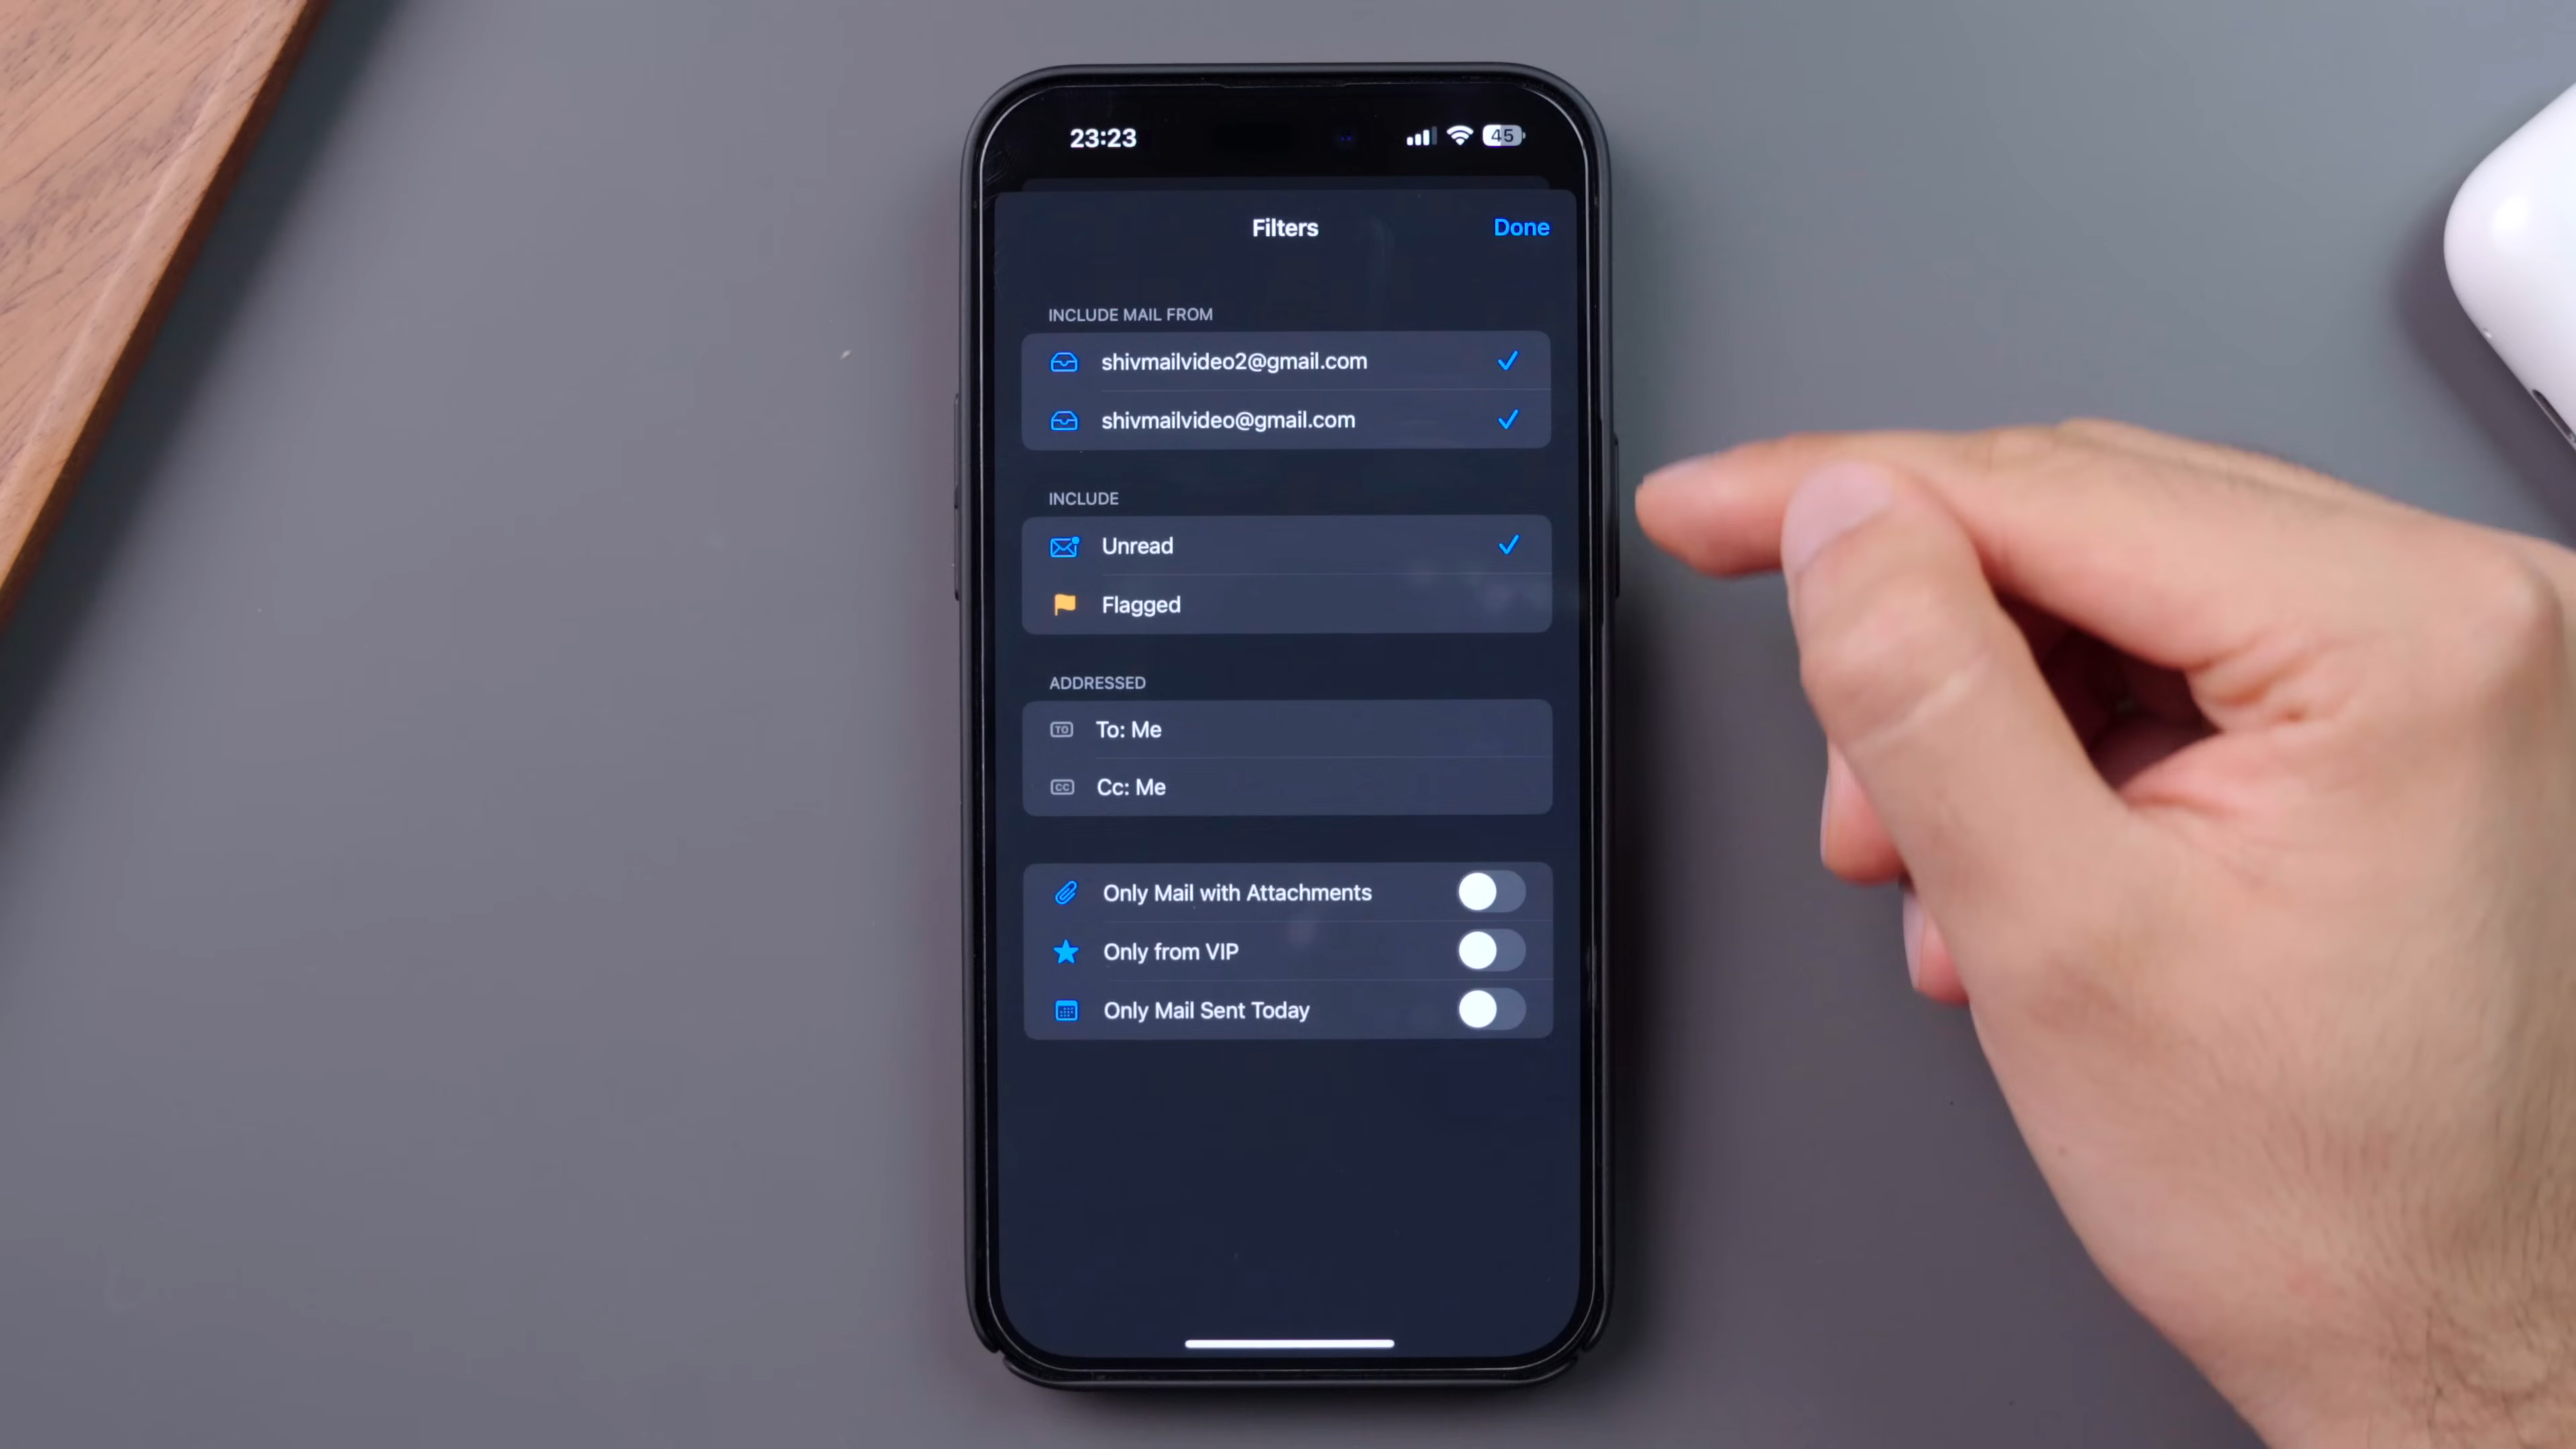 23:23
45
Filters
Done
INCLUDE MAIL FROM
shivmailvideo2@gmail.com
shivmailvideo@gmail.com
INCLUDE
Unread
Flagged
ADDRESSED
TO To: Me
CC Cc: Me
Only Mail with Attachments
Only from VIP
Only Mail Sent Today